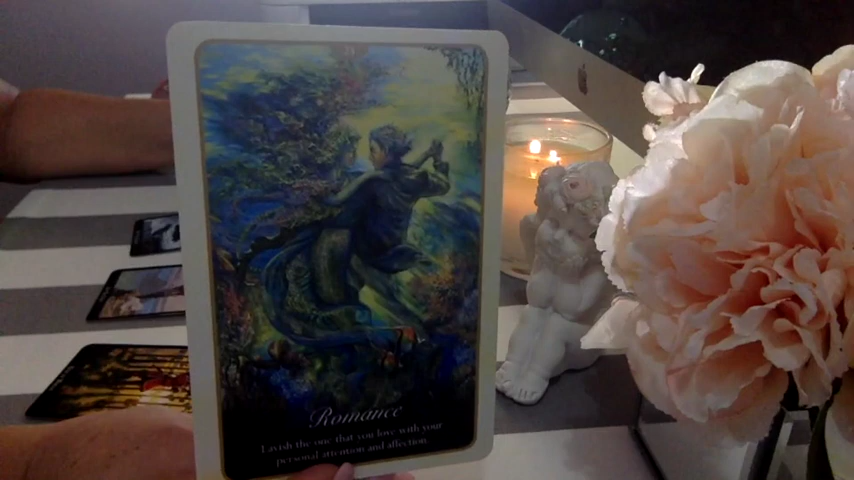 Romance
Lavish the one that you love with your
personal attention and affection.